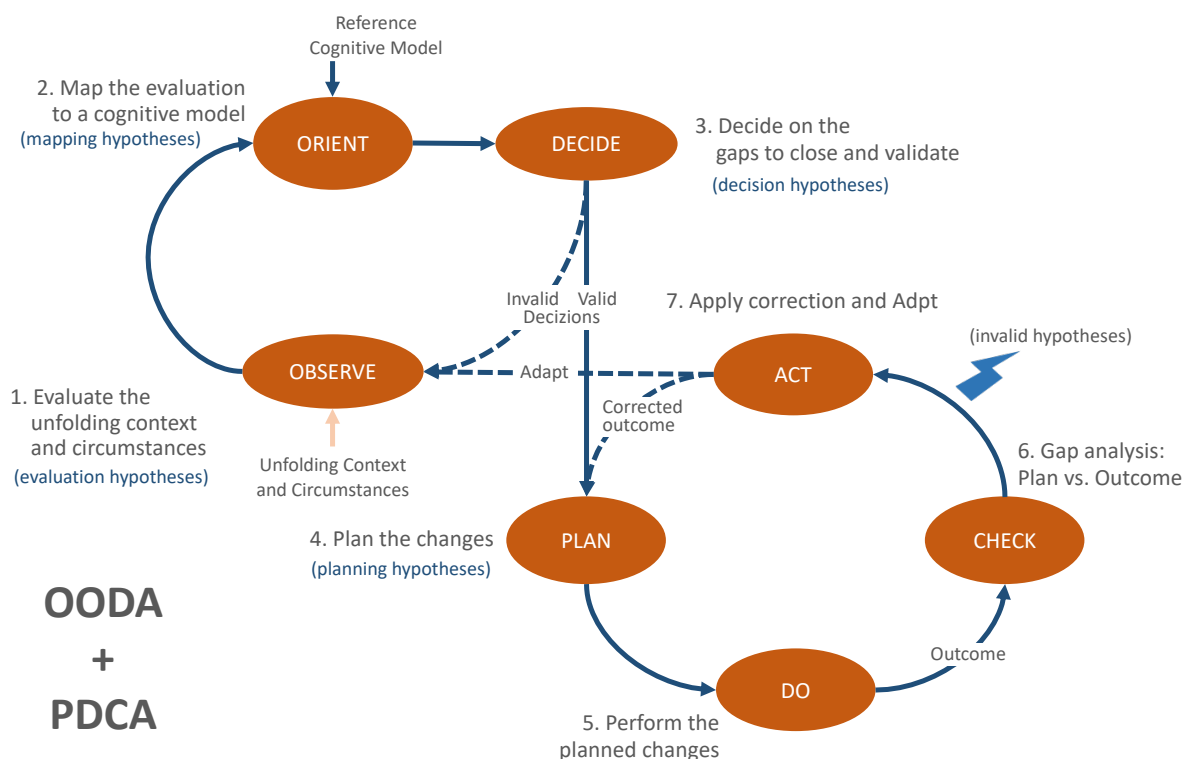 Reference
Cognitive Model
2. Map the evaluation
to a cognitive model
(mapping hypotheses)
ORIENT
DECIDE
3. Decide on the
gaps to close and validate
(decision hypotheses)
Invalid Valid
Decizions
7. Apply correction and Adpt
(invalid hypotheses)
OBSERVE
Adapt
ACT
1. Evaluate the
unfolding context
and circumstances
(evaluation hypotheses)
Corrected
outcome
Unfolding Context
and Circumstances
6. Gap analysis:
Plan vs. Outcome
4. Plan the changes
(planning hypotheses)
PLAN
CHECK
OODA
+
PDCA
Outcome
DO
5. Perform the
planned changes